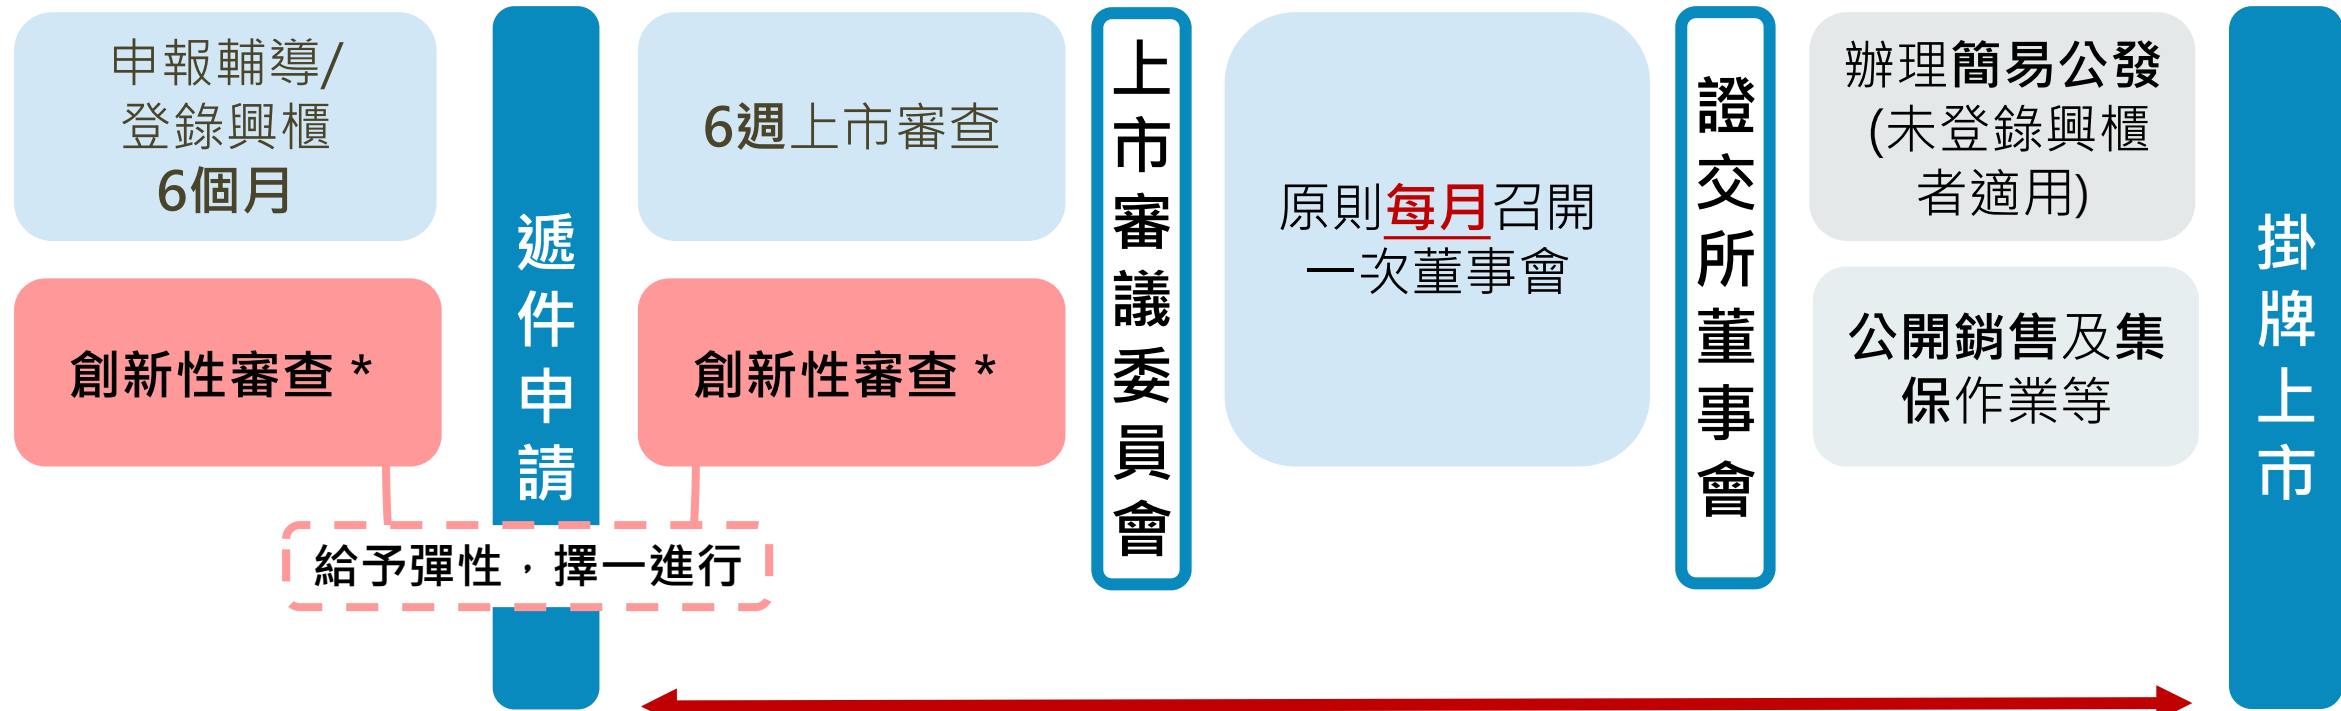 申報輔導/
登錄興櫃
6個月
創新性審查 *
遞件申請
6週上市審查
創新性審查 *
給予彈性，擇一進行
上市審議委員會
原則每月召開
一次董事會
證交所董事會
辦理簡易公發
(未登錄興櫃
者適用)
公開銷售及集
保作業等
掛牌上市